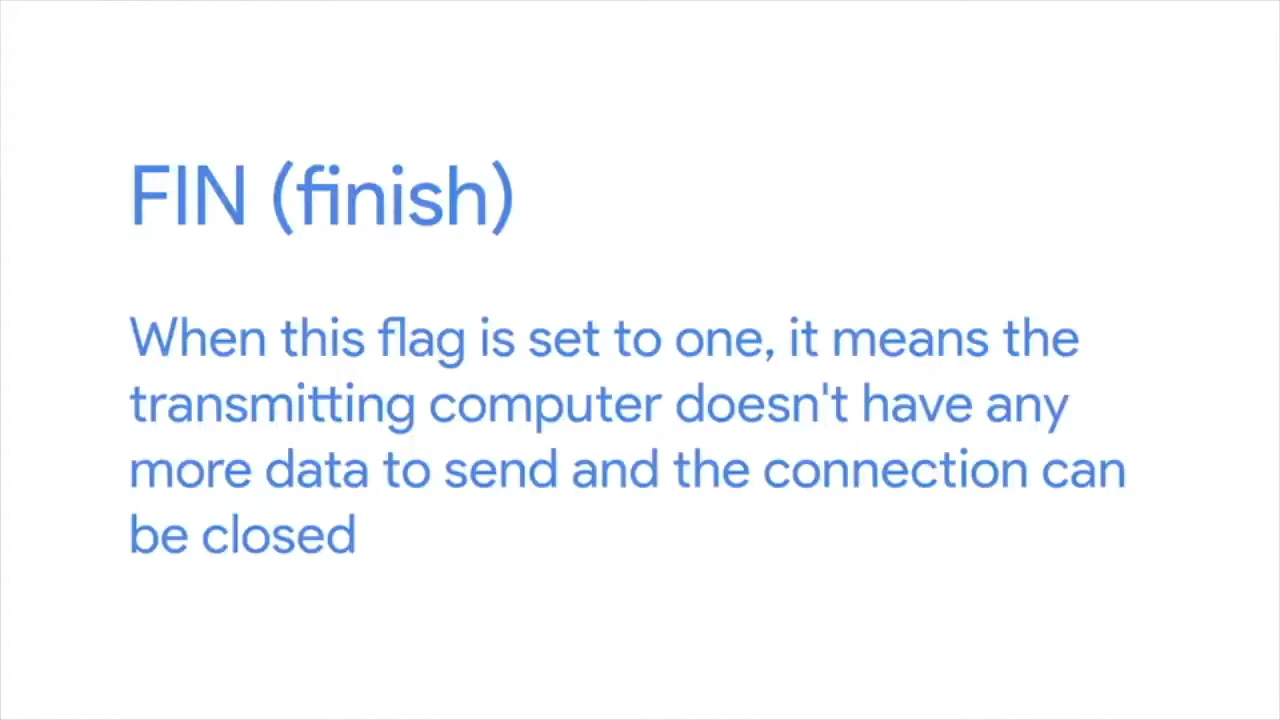 FIN (finish)
When this flag is set to one, it means the
transmitting computer doesn't have any
more data to send and the connection can
be closed